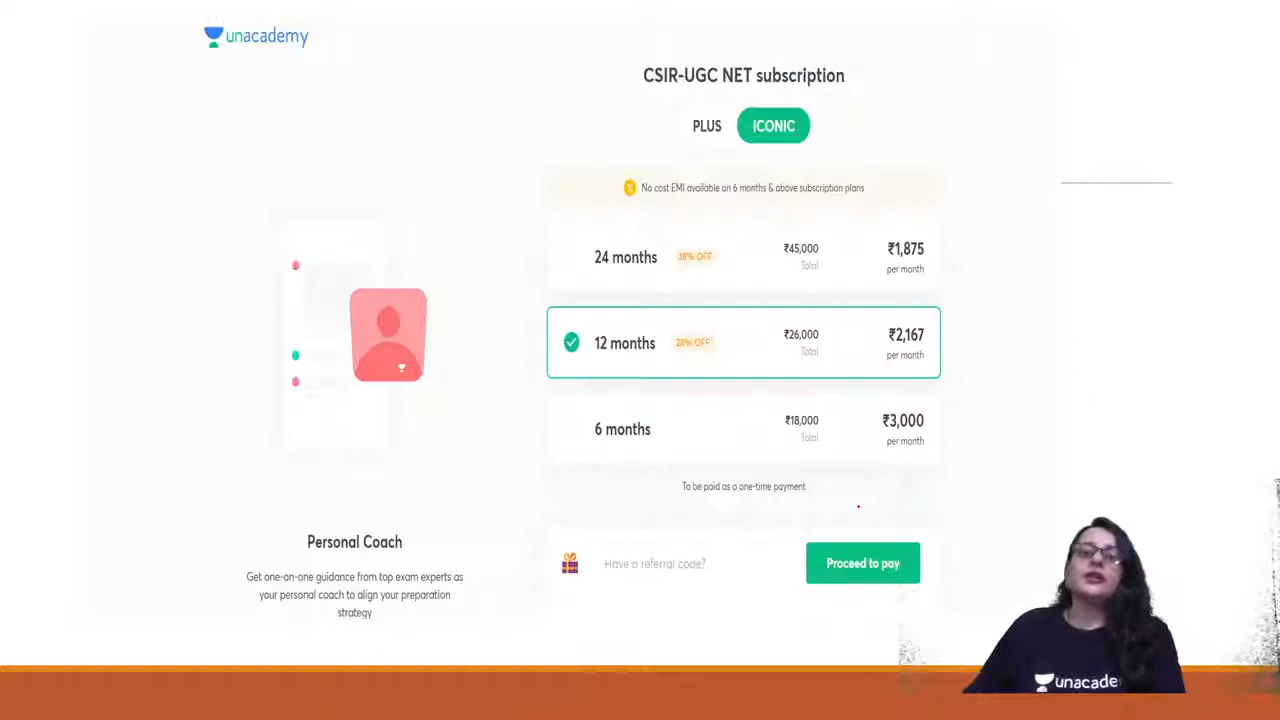 unacademy
CSIR-UGC NET subscription
PLUS ICONIC
No cost EMI available on 6 months & above subscription plans
24 months 38% OFF ₹45,000 ₹1,875
Total per month
12 months 28% OFF ₹26,000 ₹2,167
Total per month
6 months ₹18,000 ₹3,000
Total per month
To be paid as a one-time payment
Have a referral code? Proceed to pay
Personal Coach
Get one-on-one guidance from top exam experts as
your personal coach to align your preparation
strategy
unacade